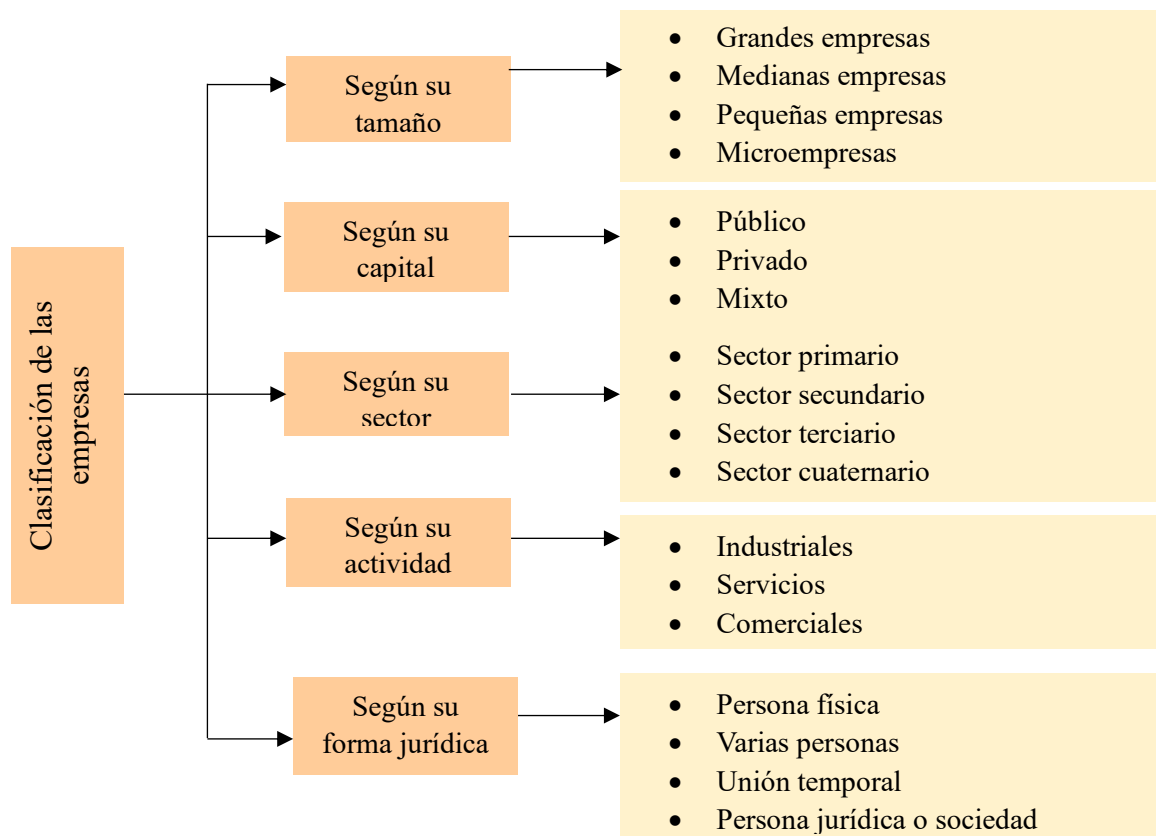 Clasificación de las
empresas
Según su
tamaño
• Grandes empresas
• Medianas empresas
• Pequeñas empresas
• Microempresas
Según su
capital
• Público
• Privado
• Mixto
Según su
sector
• Sector primario
• Sector secundario
• Sector terciario
• Sector cuaternario
Según su
actividad
• Industriales
• Servicios
• Comerciales
Según su
forma jurídica
• Persona física
• Varias personas
• Unión temporal
• Persona jurídica o sociedad